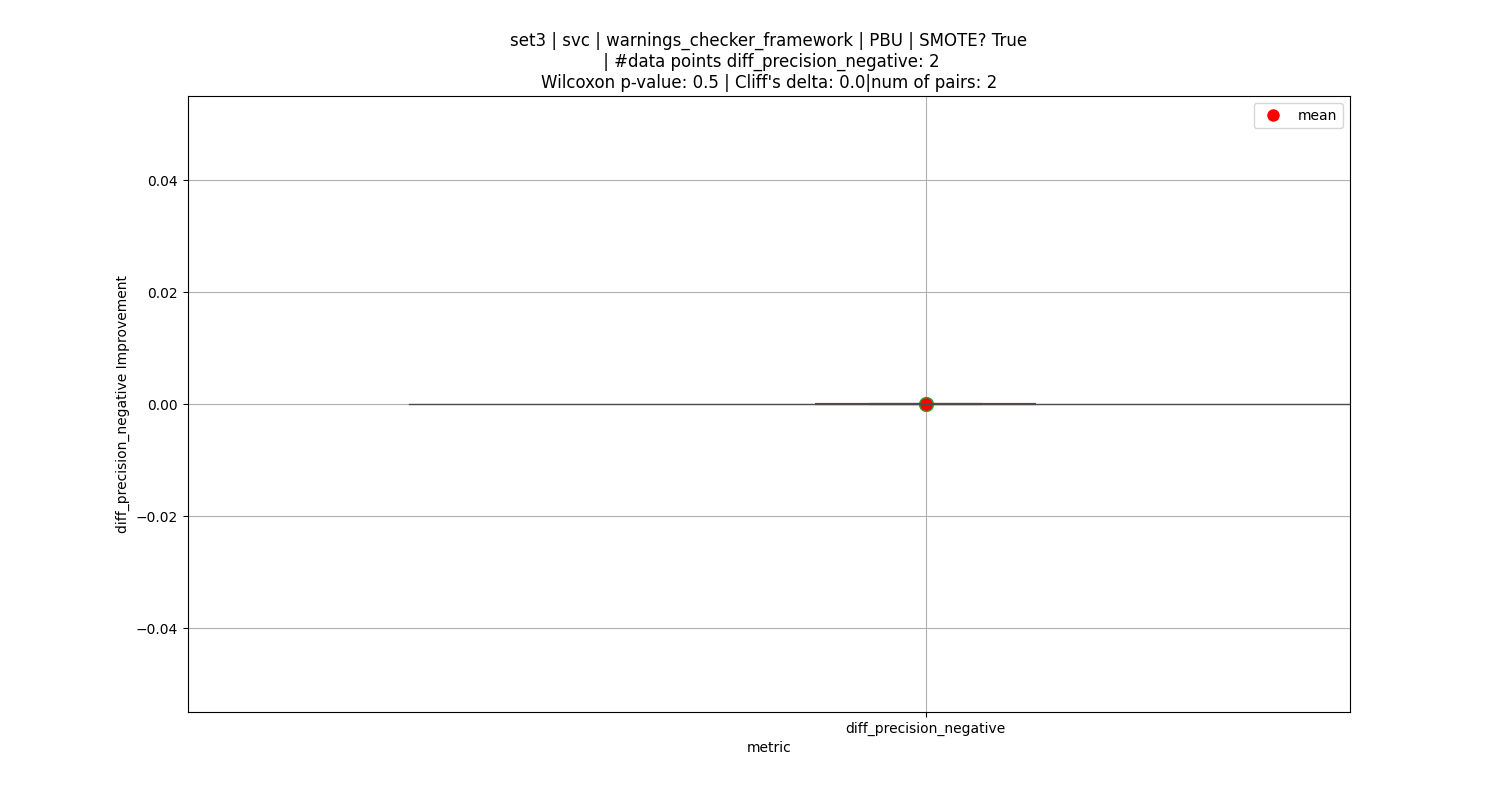 set3 | svc | warnings_checker_framework | PBU | SMOTE? True
| #data points diff_precision_negative: 2
Wilcoxon p-value: 0.5 | Cliff's delta: 0.0|num of pairs: 2
mean
0.04
0.02
0.00
−0.02
−0.04
diff_precision_negative Improvement
diff_precision_negative
metric